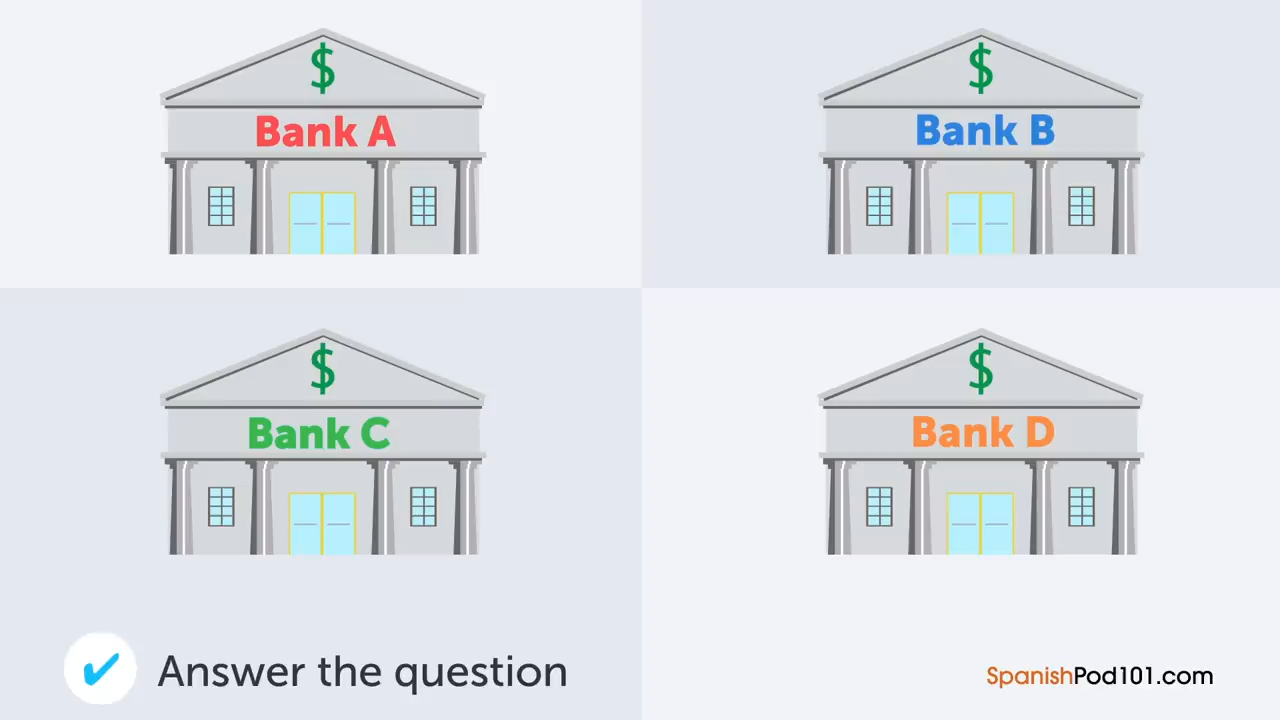 $
Bank A
$
Bank B
$
Bank C
$
Bank D
✔ Answer the question
SpanishPod101.com